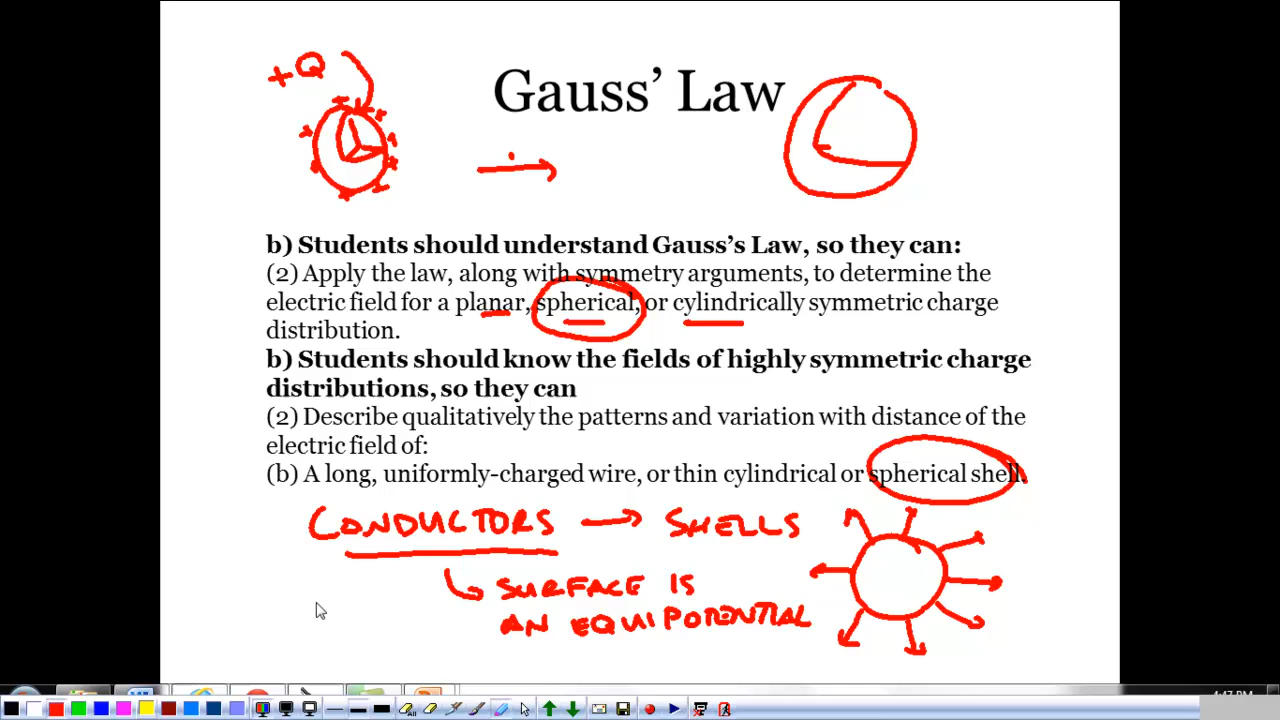 +Q
Gauss' Law
b) Students should understand Gauss's Law, so they can:
(2) Apply the law, along with symmetry arguments, to determine the
electric field for a planar, spherical, or cylindrically symmetric charge
distribution.
b) Students should know the fields of highly symmetric charge
distributions, so they can
(2) Describe qualitatively the patterns and variation with distance of the
electric field of:
(b) A long, uniformly-charged wire, or thin cylindrical or spherical shell.
CONDUCTORS → SHELLS
SURFACE IS
AN EQUIPOTENTIAL
4:47 PM